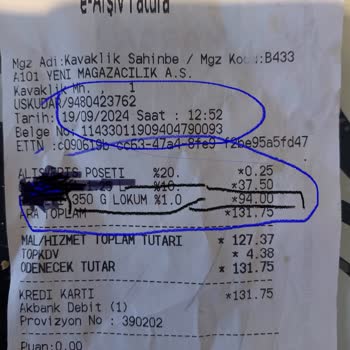 e-Arşiv Fatura
Mgz Adi:Kavaklik Sahinbe / Mgz Kodu:B433
A101 YENI MAGAZACILIK A.S.
Kavaklik Mh. , 1
USKUDAR/9480423762
Tarih: 19/09/2024 Saat : 12:52
Belge No: 11433011909404790093
ETTN :c090619b-cc63-47a4-8fe9-f2be95a5fd47
ALISVERIS POSETI %20. *0.25
%10. *37.50
350 G LOKUM %1.0 *94.00
ARA TOPLAM *131.75
MAL/HIZMET TOPLAM TUTARI * 127.37
TOPKDV * 4.38
ODENECEK TUTAR * 131.75
KREDI KARTI *131.75
Akbank Debit (1)
Provizyon No : 390202
Puan:0.00